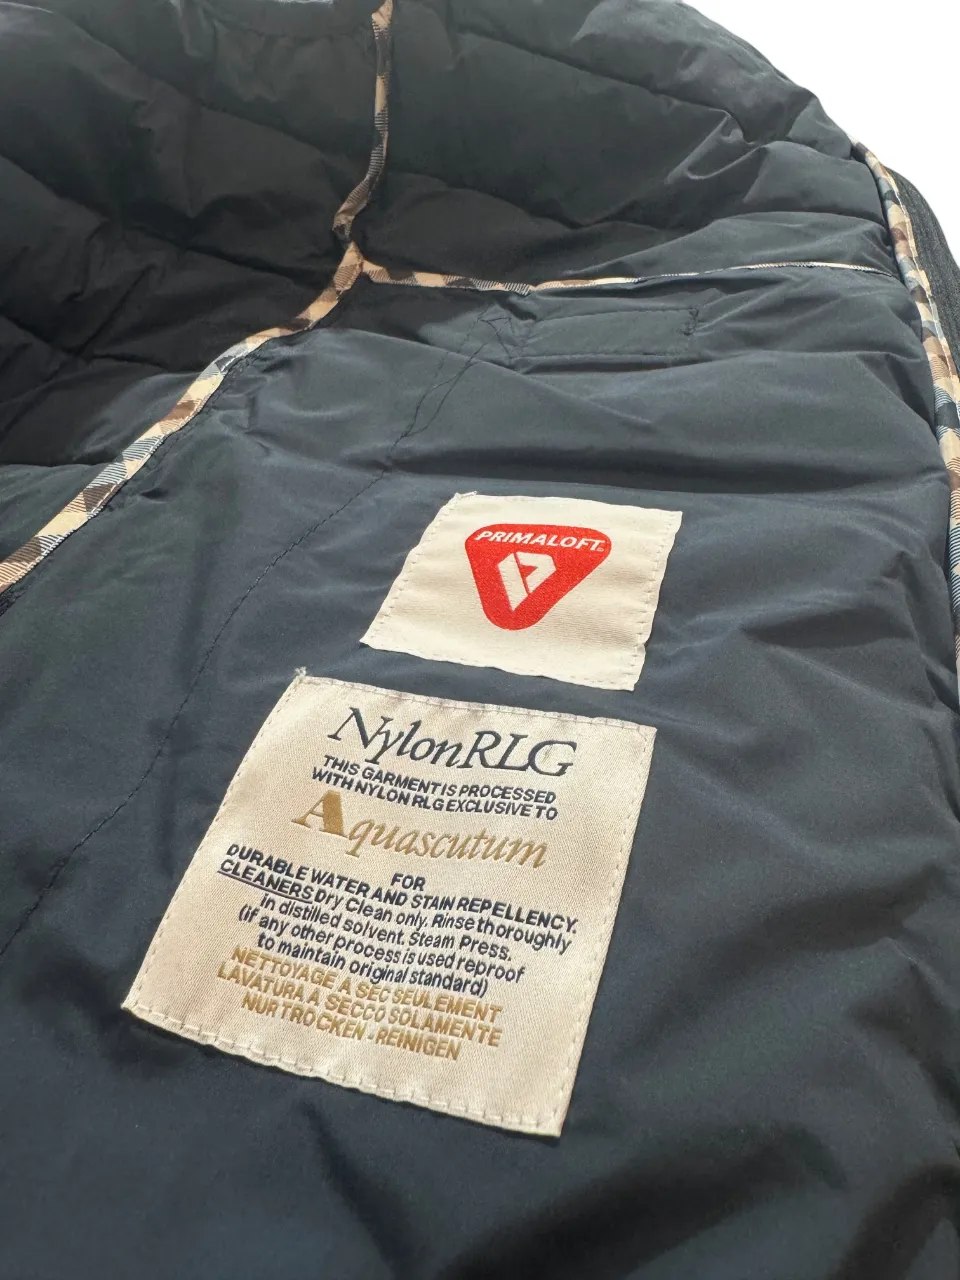 PRIMALOFT®
NylonRLG
THIS GARMENT IS PROCESSED
WITH NYLON RLG EXCLUSIVE TO
Aquascutum
FOR
DURABLE WATER AND STAIN REPELLENCY.
CLEANERS Dry Clean only. Rinse thoroughly
in distilled solvent. Steam Press.
(if any other process is used reproof
to maintain original standard)
NETTOYAGE A SEC SEULEMENT
LAVATURA A SECCO SOLAMENTE
NUR TROCKEN-REINIGEN